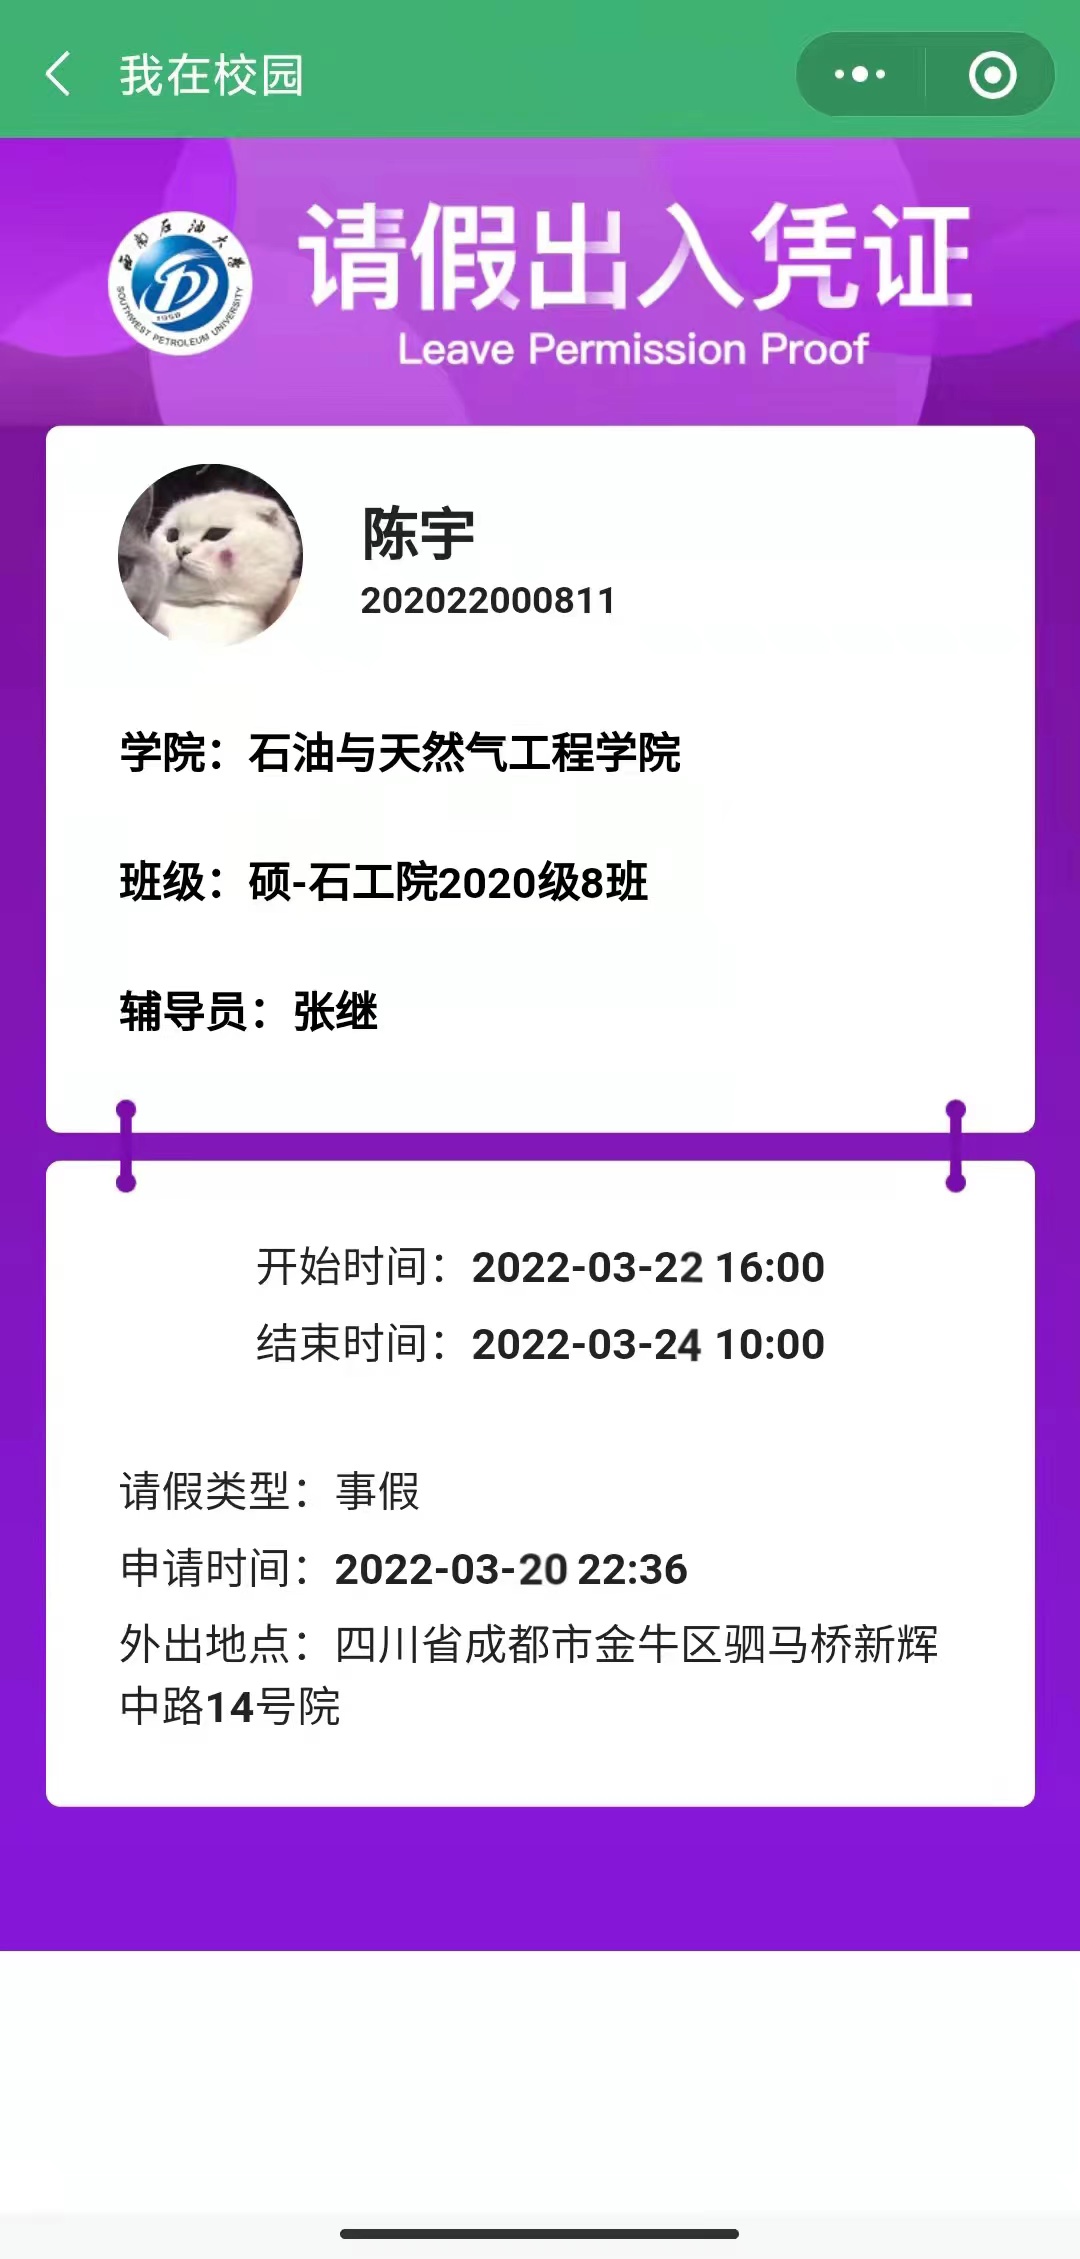 我在校园
西南石油大学
1958
SOUTHWEST PETROLEUM UNIVERSITY
请假出入凭证
Leave Permission Proof
陈宇
202022000811
学院：石油与天然气工程学院
班级：硕-石工院2020级8班
辅导员：张继
开始时间：2022-03-22 16:00
结束时间：2022-03-24 10:00
请假类型：事假
申请时间：2022-03-20 22:36
外出地点：四川省成都市金牛区驷马桥新辉
中路14号院